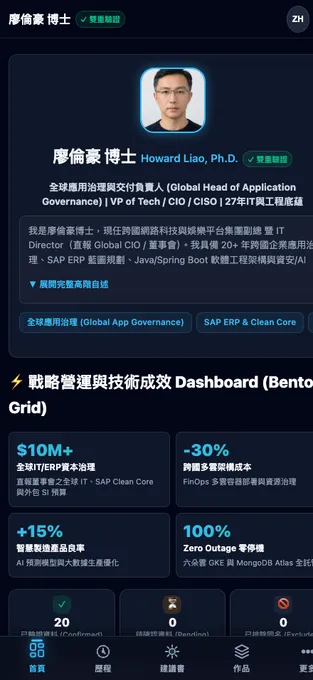 廖倫豪 博士 ✓ 雙重驗證
ZH
廖倫豪 博士 Howard Liao, Ph.D. ✓ 雙重驗證
全球應用治理與交付負責人 (Global Head of Application
Governance) | VP of Tech / CIO / CISO | 27年IT與工程底蘊
我是廖倫豪博士，現任跨國網路科技與娛樂平台集團副總 暨 IT
Director（直報 Global CIO / 董事會）。我具備 20+ 年跨國企業應用治
理、SAP ERP 藍圖規劃、Java/Spring Boot 軟體工程架構與資安/AI
▼ 展開完整高階自述
全球應用治理 (Global App Governance)
SAP ERP & Clean Core
⚡ 戰略營運與技術成效 Dashboard (Bento
Grid)
$10M+
全球IT/ERP資本治理
直報董事會之全球 IT、SAP Clean Core
與外包 SI 預算
-30%
跨國多雲架構成本
FinOps 多雲容器部署與資源治理
+15%
智慧製造產品良率
AI 預測模型與大數據生產優化
100%
Zero Outage 零停機
六朵雲 GKE 與 MongoDB Atlas 全託
20
(Confirmed)
0
(Pending)
0
首頁
歷程
建議書
作品
更多